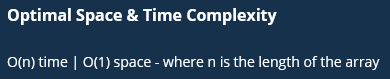 Optimal Space & Time Complexity
O(n) time | O(1) space - where n is the length of the array